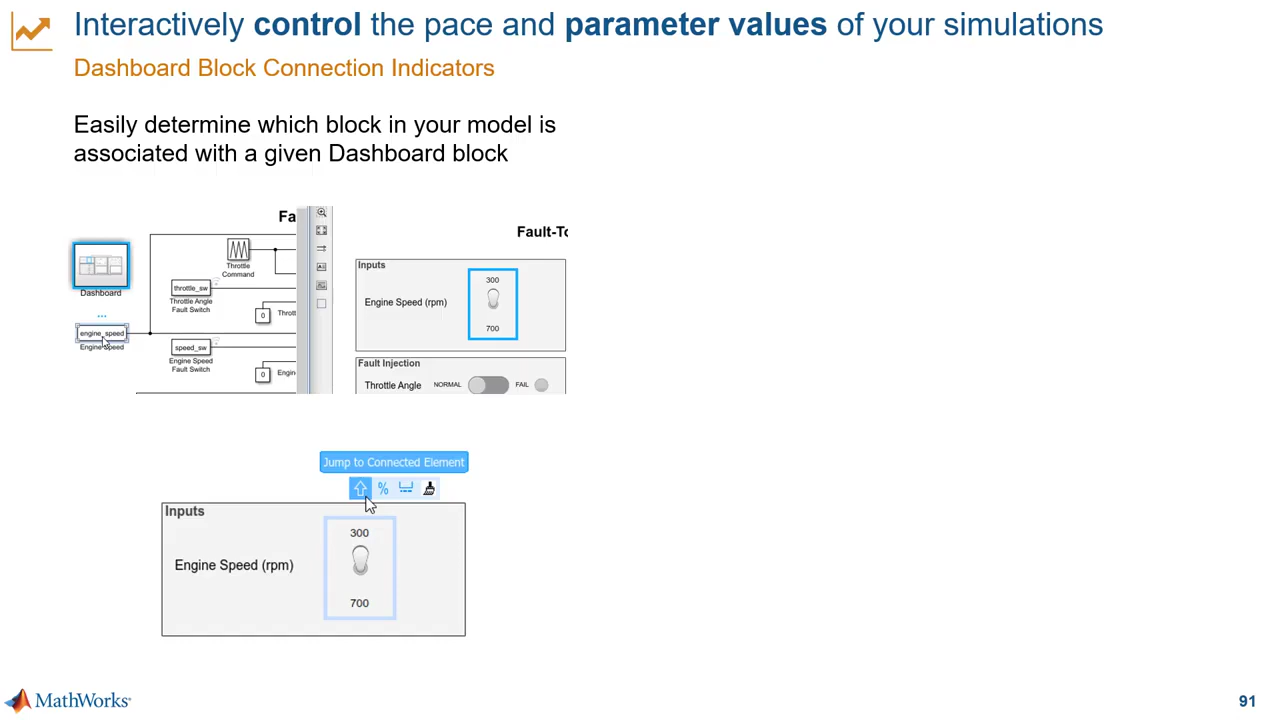 Interactively control the pace and parameter values of your simulations
Dashboard Block Connection Indicators
Easily determine which block in your model is
associated with a given Dashboard block
Fa
Throttle
Command
Dashboard
...
throttle_sw
Throttle Angle
Fault Switch
0
Thrott
engine_speed
Engine Speed
speed_sw
Engine Speed
Fault Switch
0
Engine
Fault-To
Inputs
300
Engine Speed (rpm)
700
Fault Injection
Throttle Angle NORMAL FAIL
Jump to Connected Element
%
Inputs
300
Engine Speed (rpm)
700
MathWorks
91